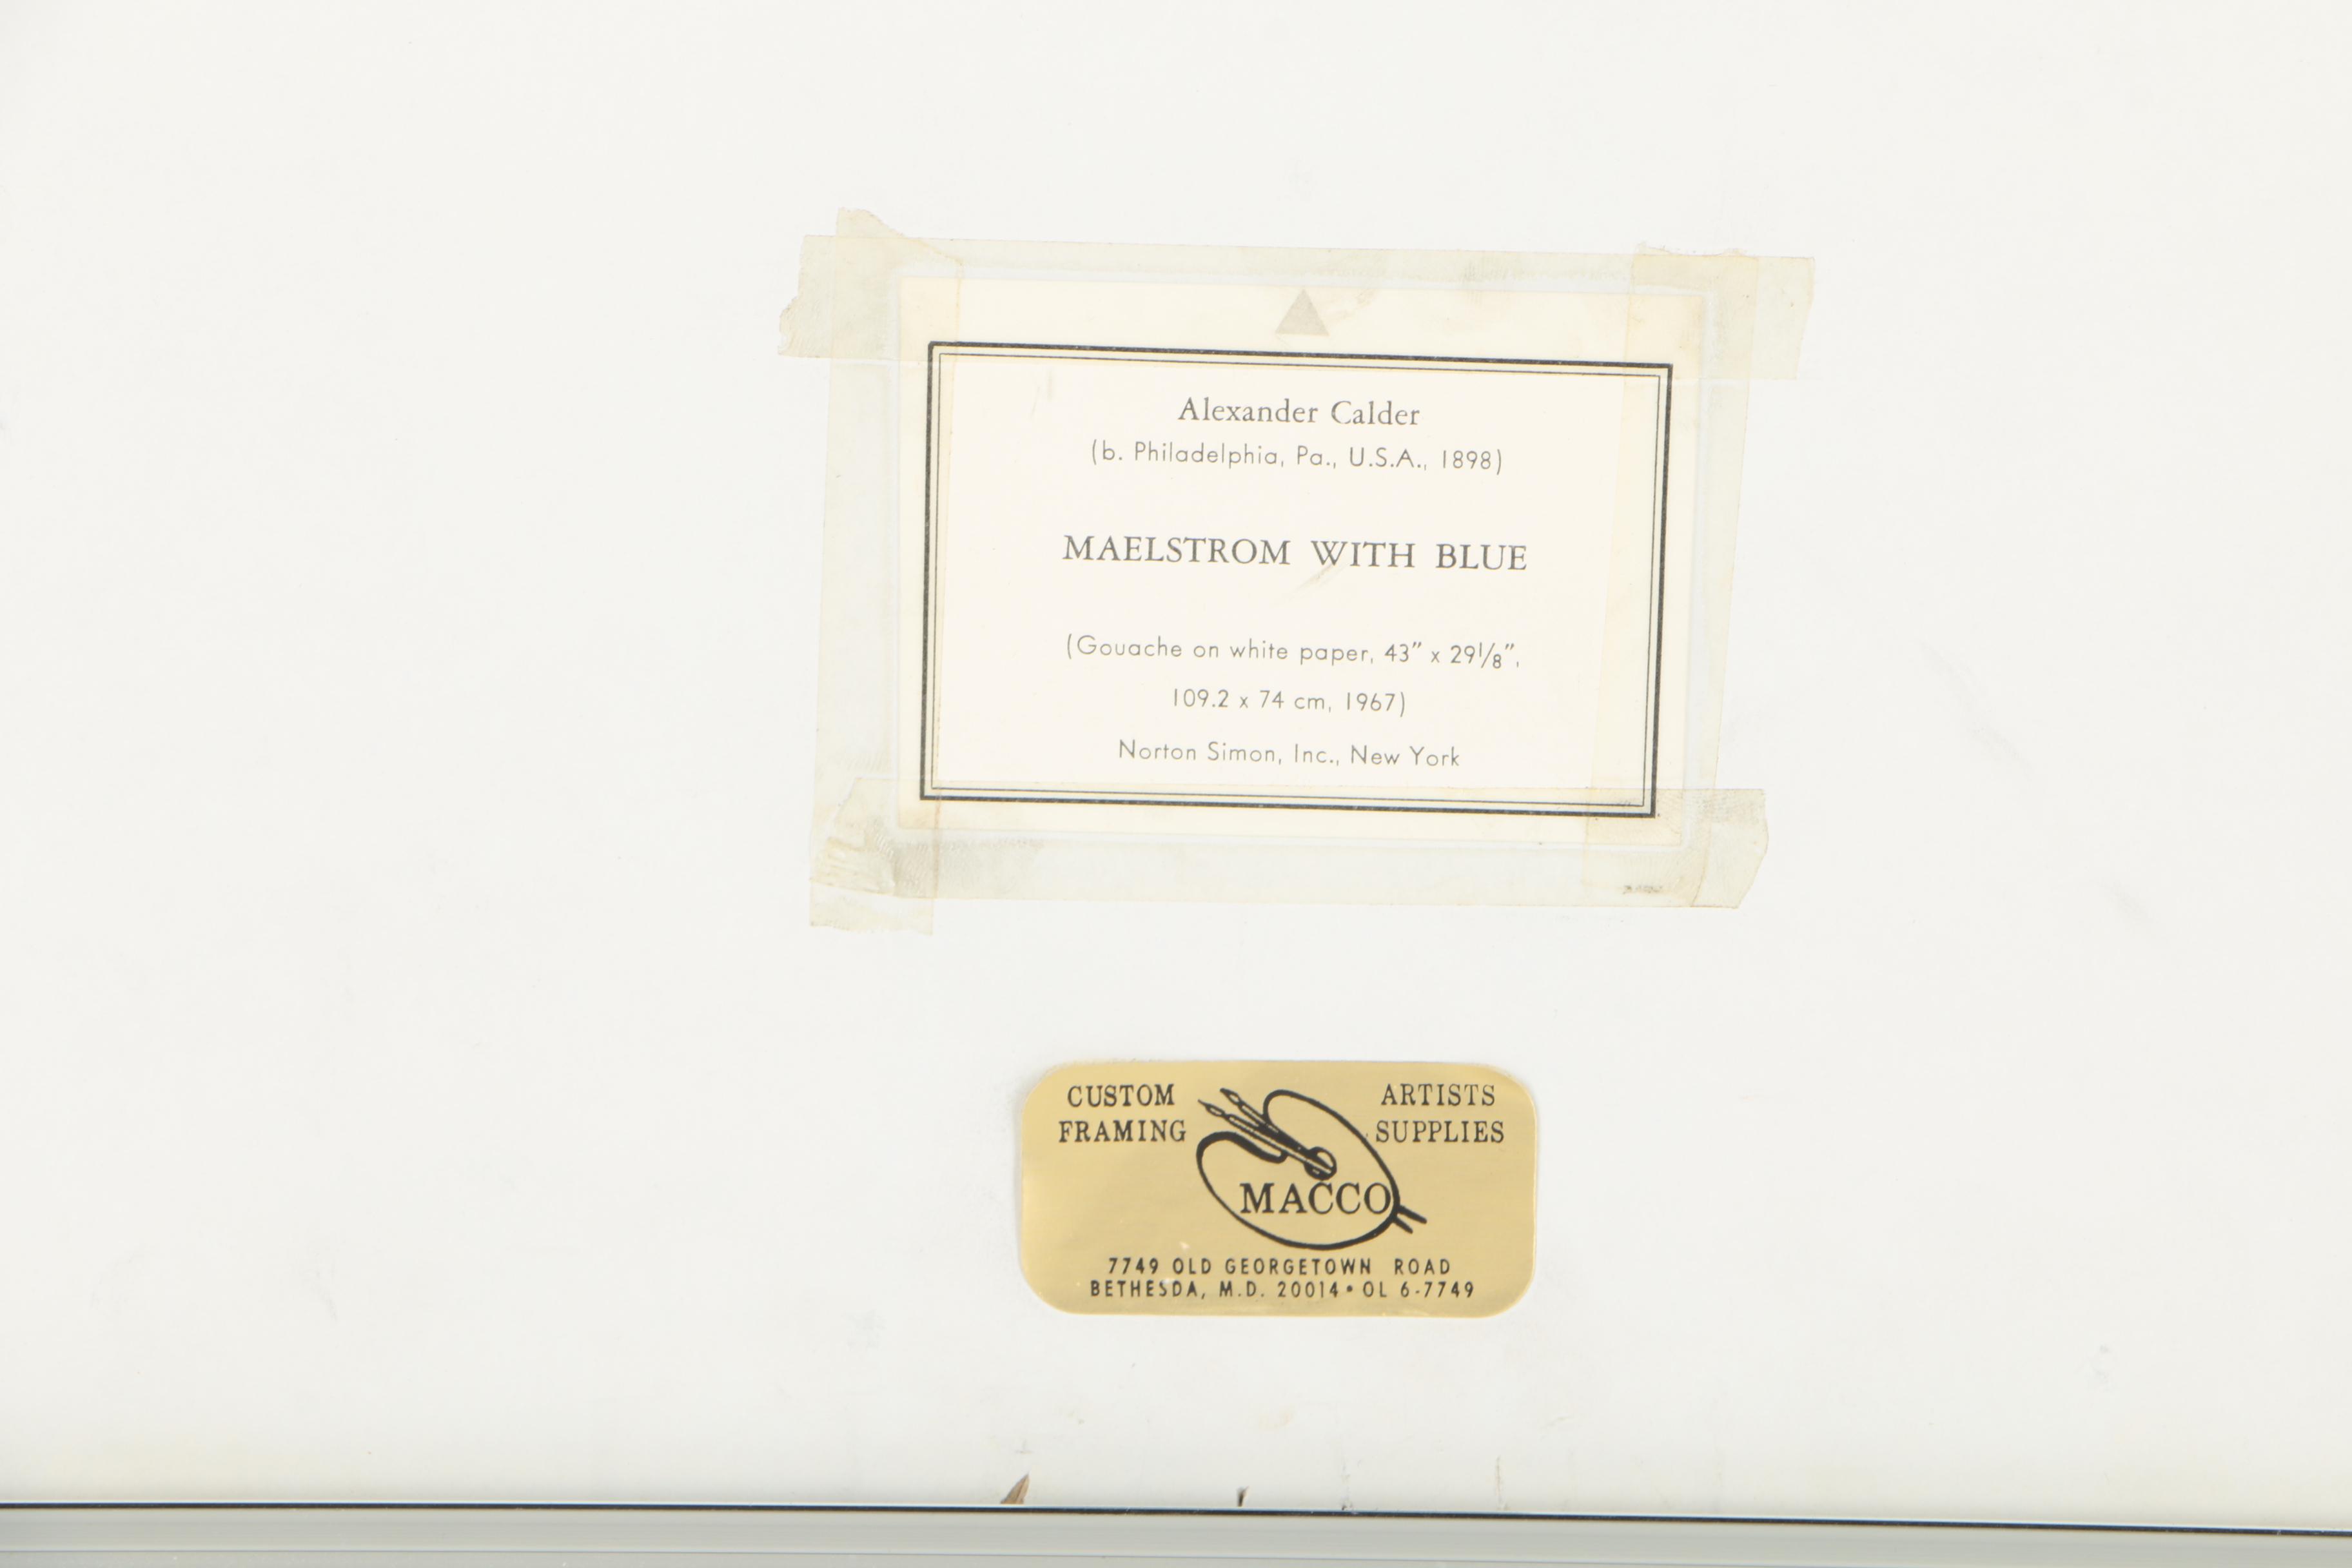 Alexander Calder
(b. Philadelphia, Pa., U.S.A., 1898)
MAELSTROM WITH BLUE
(Gouache on white paper, 43″ x 29⅛″,
109.2 x 74 cm, 1967)
Norton Simon, Inc., New York
CUSTOM FRAMING
ARTISTS SUPPLIES
MACCO
7749 OLD GEORGETOWN ROAD
BETHESDA, M.D. 20014 • OL 6-7749